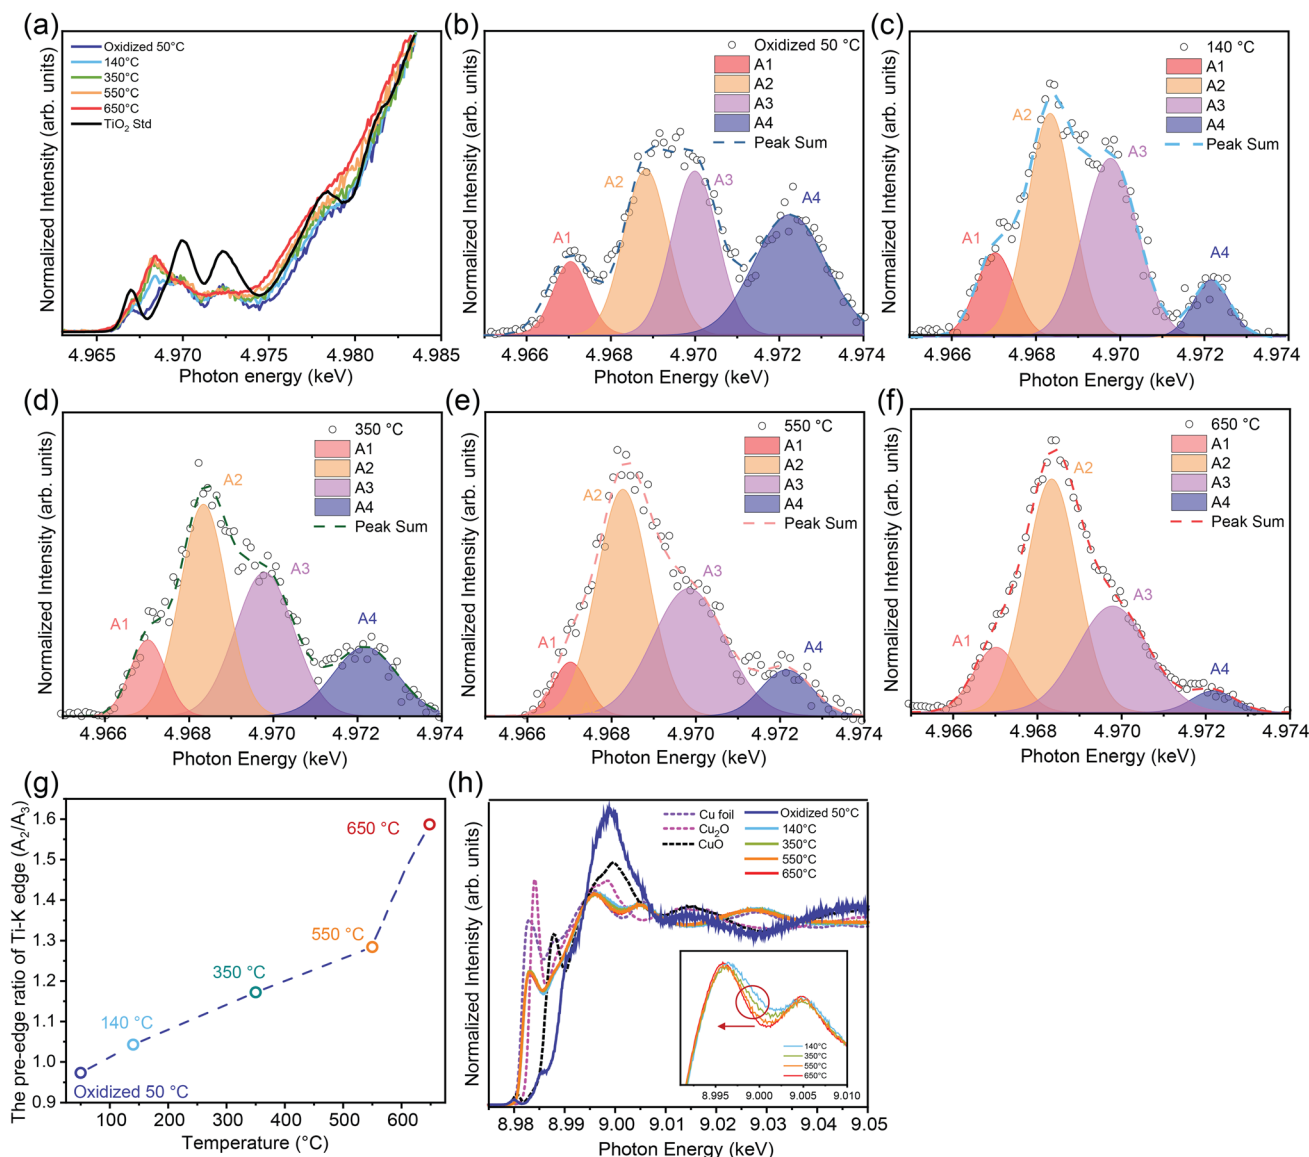 (a)
Normalized Intensity (arb. units)
Oxidized 50°C
140°C
350°C
550°C
650°C
TiO2 Std
4.965 4.970 4.975 4.980 4.985
Photon energy (keV)
(b)
Normalized Intensity (arb. units)
Oxidized 50 °C
A1
A2
A3
A4
Peak Sum
A1
A2
A3
A4
4.966 4.968 4.970 4.972 4.974
Photon Energy (keV)
(c)
Normalized Intensity (arb. units)
140 °C
A1
A2
A3
A4
Peak Sum
A1
A2
A3
A4
4.966 4.968 4.970 4.972 4.974
Photon Energy (keV)
(d)
Normalized Intensity (arb. units)
350 °C
A1
A2
A3
A4
Peak Sum
A1
A2
A3
A4
4.966 4.968 4.970 4.972 4.974
Photon Energy (keV)
(e)
Normalized Intensity (arb. units)
550 °C
A1
A2
A3
A4
Peak Sum
A1
A2
A3
A4
4.966 4.968 4.970 4.972 4.974
Photon Energy (keV)
(f)
Normalized Intensity (arb. units)
650 °C
A1
A2
A3
A4
Peak Sum
A1
A2
A3
A4
4.966 4.968 4.970 4.972 4.974
Photon Energy (keV)
(g)
The pre-edge ratio of Ti-K edge (A2/A3)
1.6
1.5
1.4
1.3
1.2
1.1
1.0
0.9
650 °C
550 °C
350 °C
140 °C
Oxidized 50 °C
100 200 300 400 500 600
Temperature (°C)
(h)
Normalized Intenisty (arb. units)
Cu foil
Cu2O
CuO
Oxidized 50°C
140°C
350°C
550°C
650°C
140°C
350°C
550°C
650°C
8.995 9.000 9.005 9.010
8.98 8.99 9.00 9.01 9.02 9.03 9.04 9.05
Photon Energy (keV)